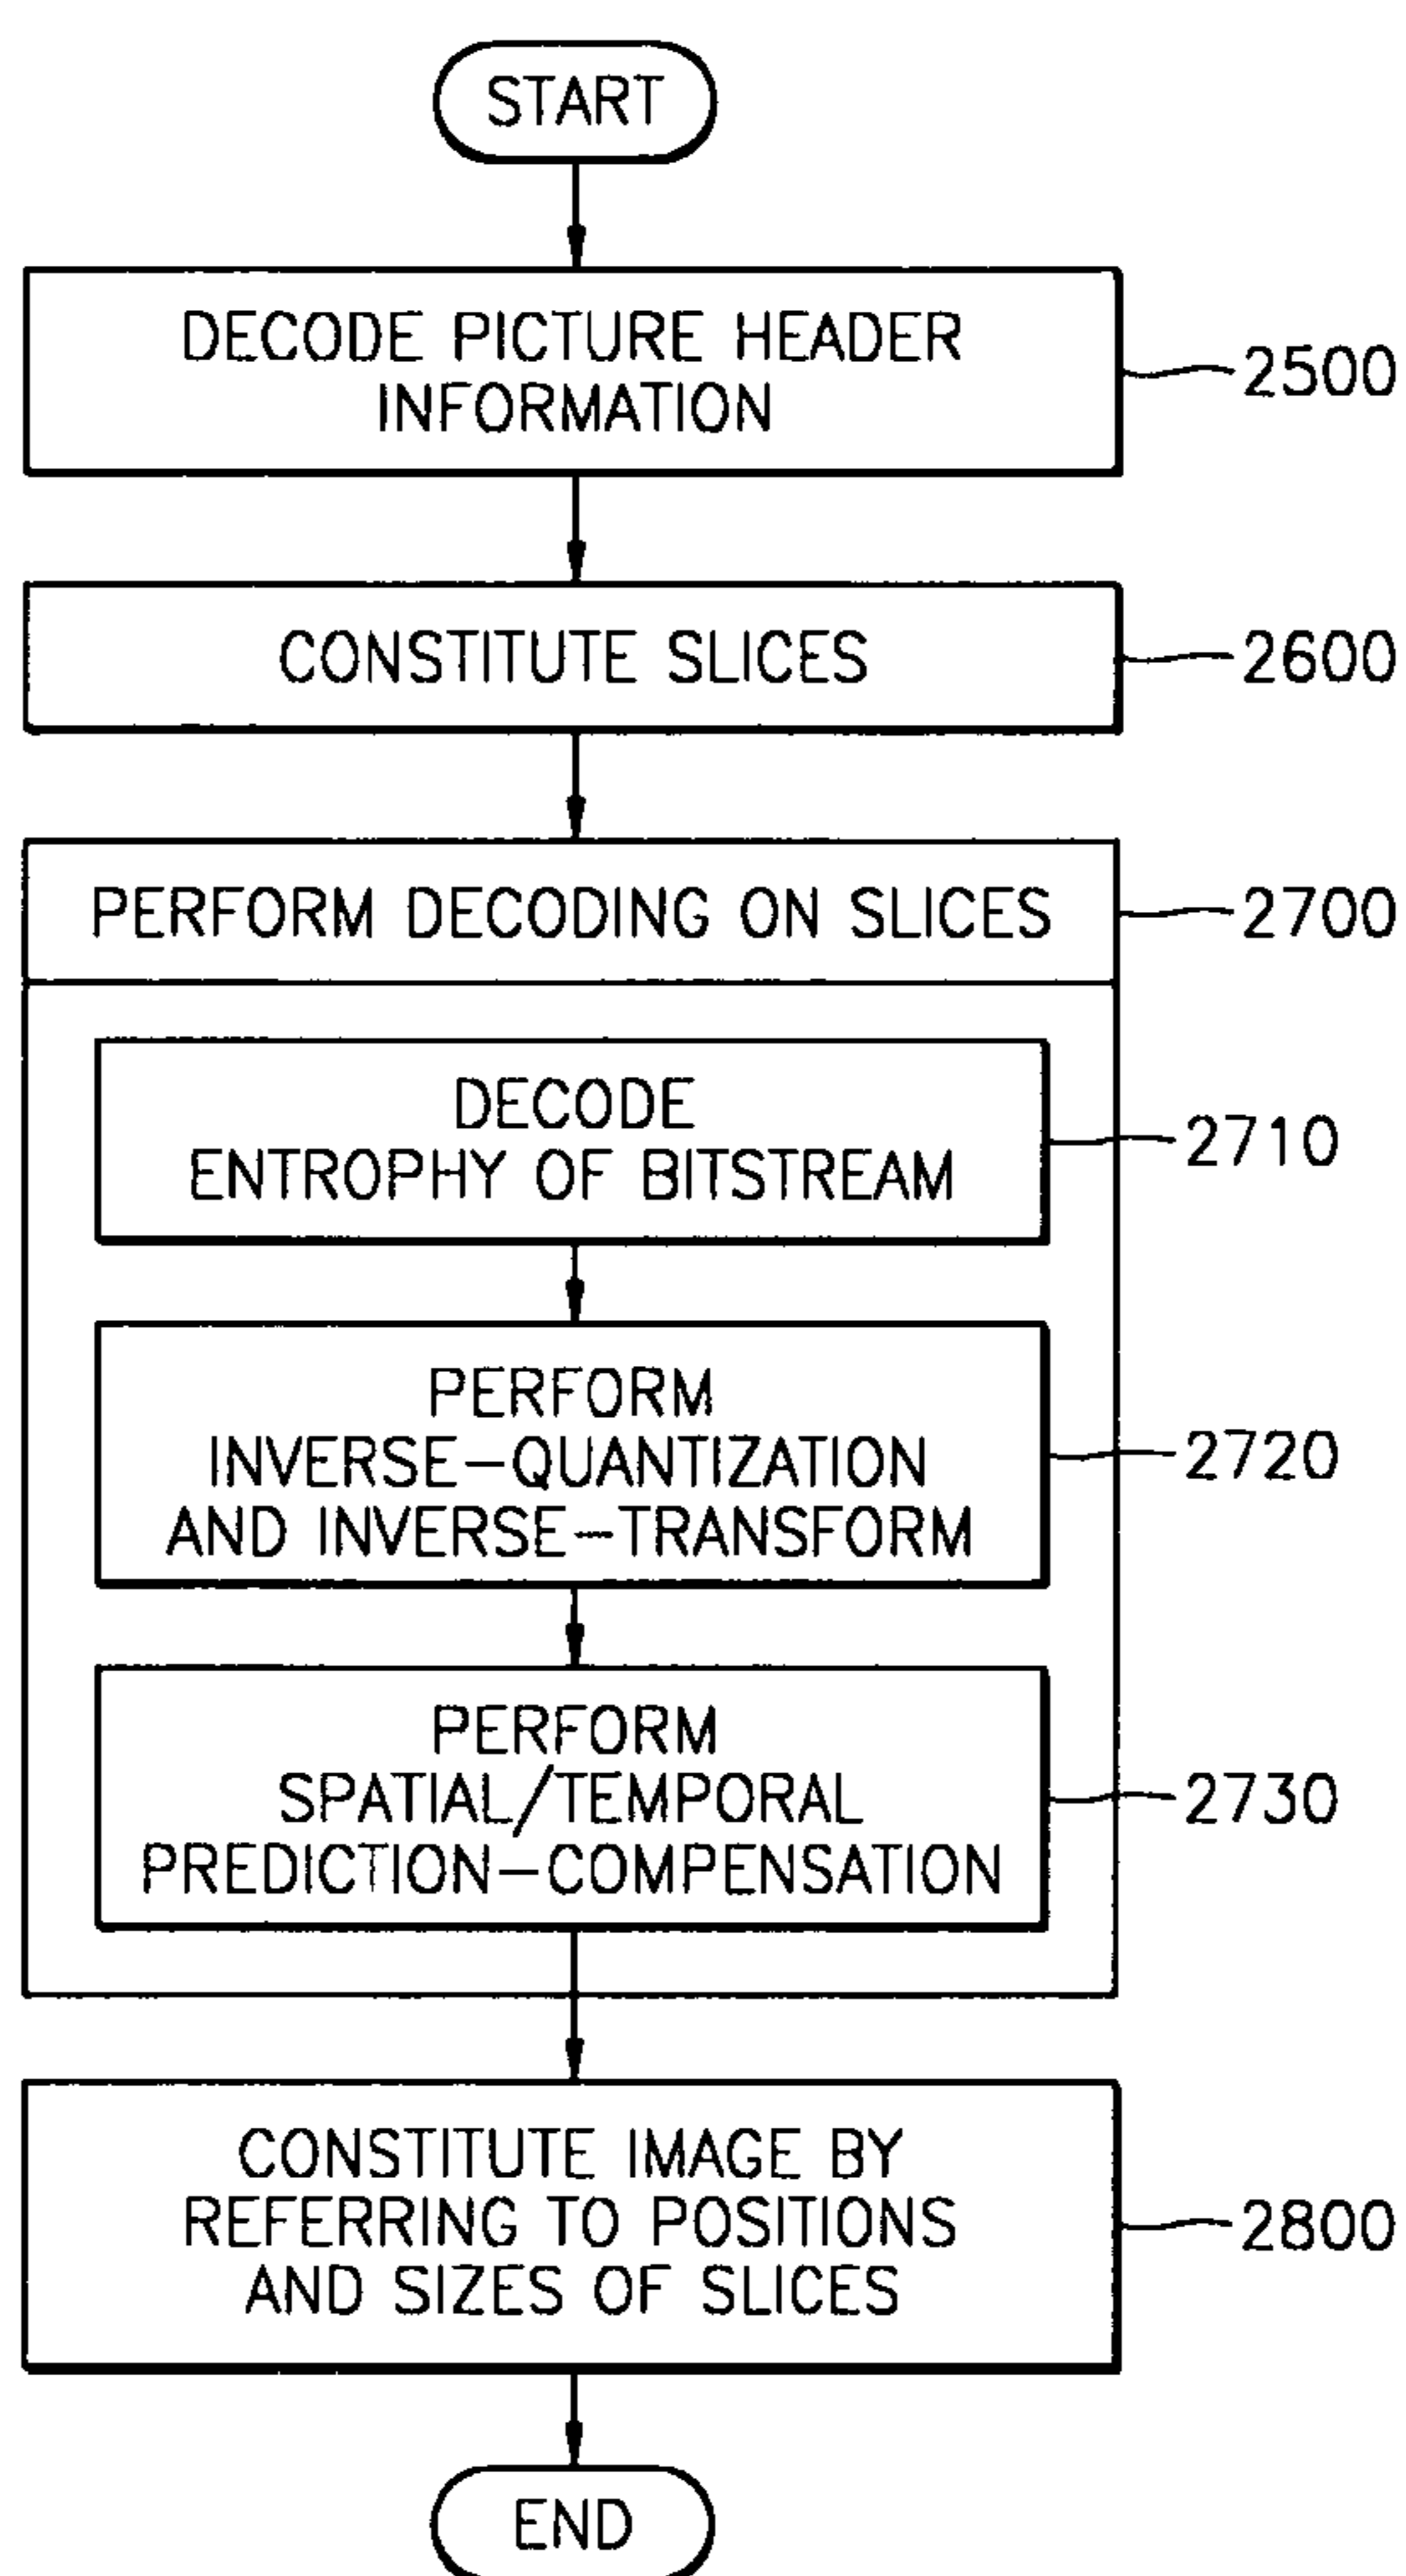 START
DECODE PICTURE HEADER
INFORMATION
2500
CONSTITUTE SLICES
2600
PERFORM DECODING ON SLICES
2700
DECODE
ENTROPHY OF BITSTREAM
2710
PERFORM
INVERSE-QUANTIZATION
AND INVERSE-TRANSFORM
2720
PERFORM
SPATIAL/TEMPORAL
PREDICTION-COMPENSATION
2730
CONSTITUTE IMAGE BY
REFERRING TO POSITIONS
AND SIZES OF SLICES
2800
END